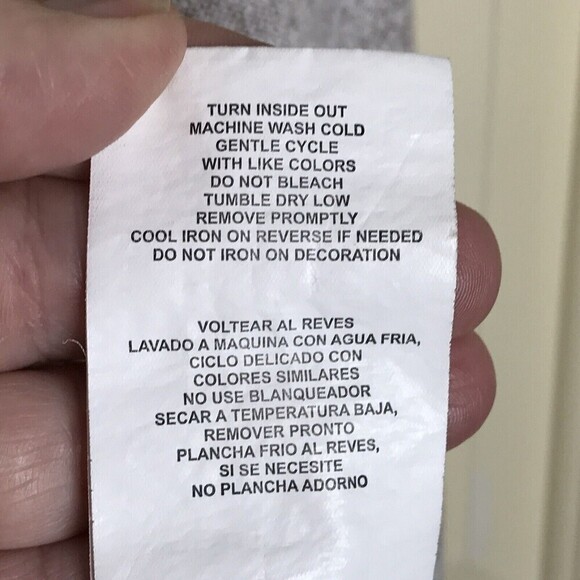 TURN INSIDE OUT
MACHINE WASH COLD
GENTLE CYCLE
WITH LIKE COLORS
DO NOT BLEACH
TUMBLE DRY LOW
REMOVE PROMPTLY
COOL IRON ON REVERSE IF NEEDED
DO NOT IRON ON DECORATION
VOLTEAR AL REVES
LAVADO A MAQUINA CON AGUA FRIA,
CICLO DELICADO CON
COLORES SIMILARES
NO USE BLANQUEADOR
SECAR A TEMPERATURA BAJA,
REMOVER PRONTO
PLANCHA FRIO AL REVES,
SI SE NECESITE
NO PLANCHA ADORNO